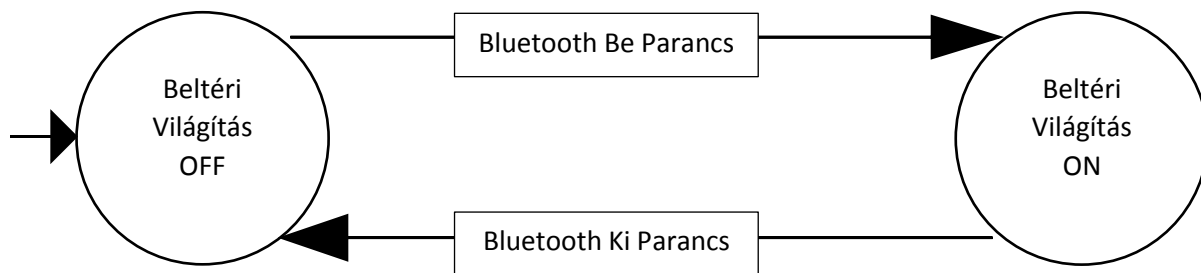 Bluetooth Be Parancs
Beltéri
Világítás
OFF
Beltéri
Világítás
ON
Bluetooth Ki Parancs